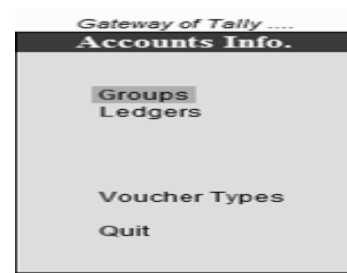 Gateway of Tally ....
Accounts Info.
Groups
Ledgers
Voucher Types
Quit